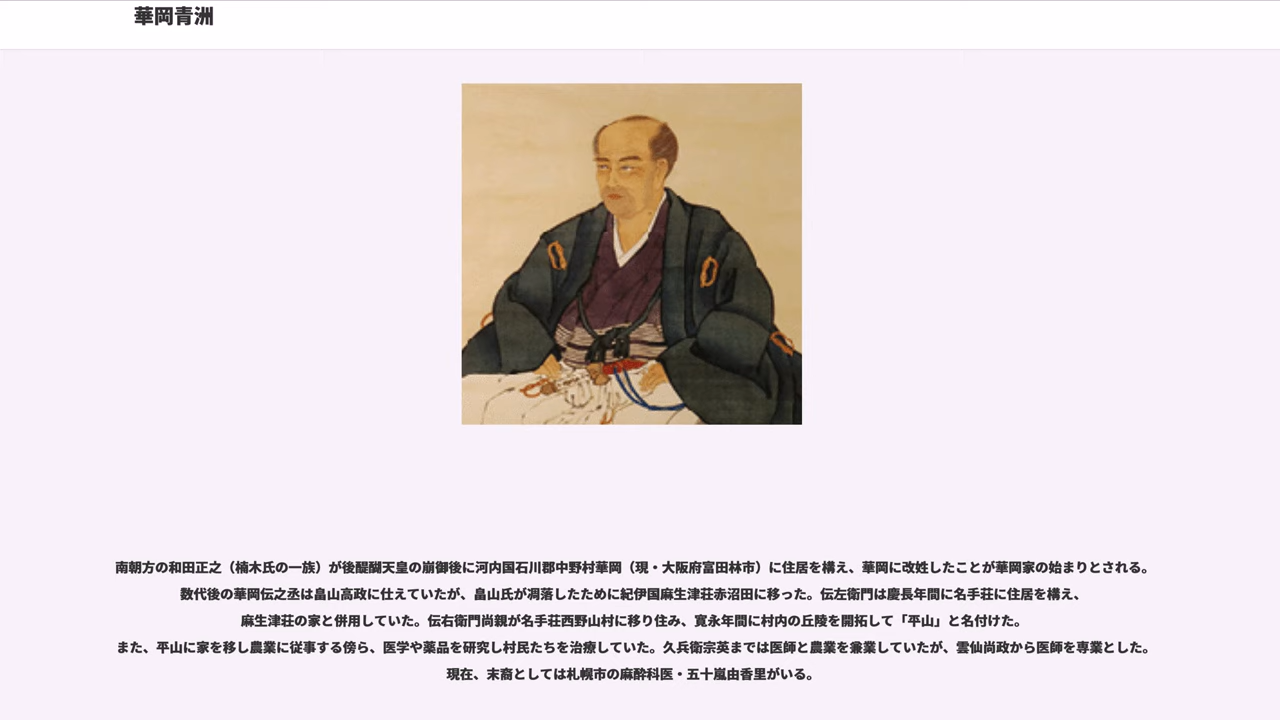 華岡青洲
南朝方の和田正之（楠木氏の一族）が後醍醐天皇の崩御後に河内国石川郡中野村華岡（現・大阪府富田林市）に住居を構え、華岡に改姓したことが華岡家の始まりとされる。
数代後の華岡伝之丞は畠山高政に仕えていたが、畠山氏が凋落したために紀伊国麻生津荘赤沼田に移った。伝左衛門は慶長年間に名手荘に住居を構え、
麻生津荘の家と併用していた。伝右衛門尚親が名手荘西野山村に移り住み、寛永年間に村内の丘陵を開拓して「平山」と名付けた。
また、平山に家を移し農業に従事する傍ら、医学や薬品を研究し村民たちを治療していた。久兵衛宗英までは医師と農業を兼業していたが、雲仙尚政から医師を専業とした。
現在、末裔としては札幌市の麻酔科医・五十嵐由香里がいる。